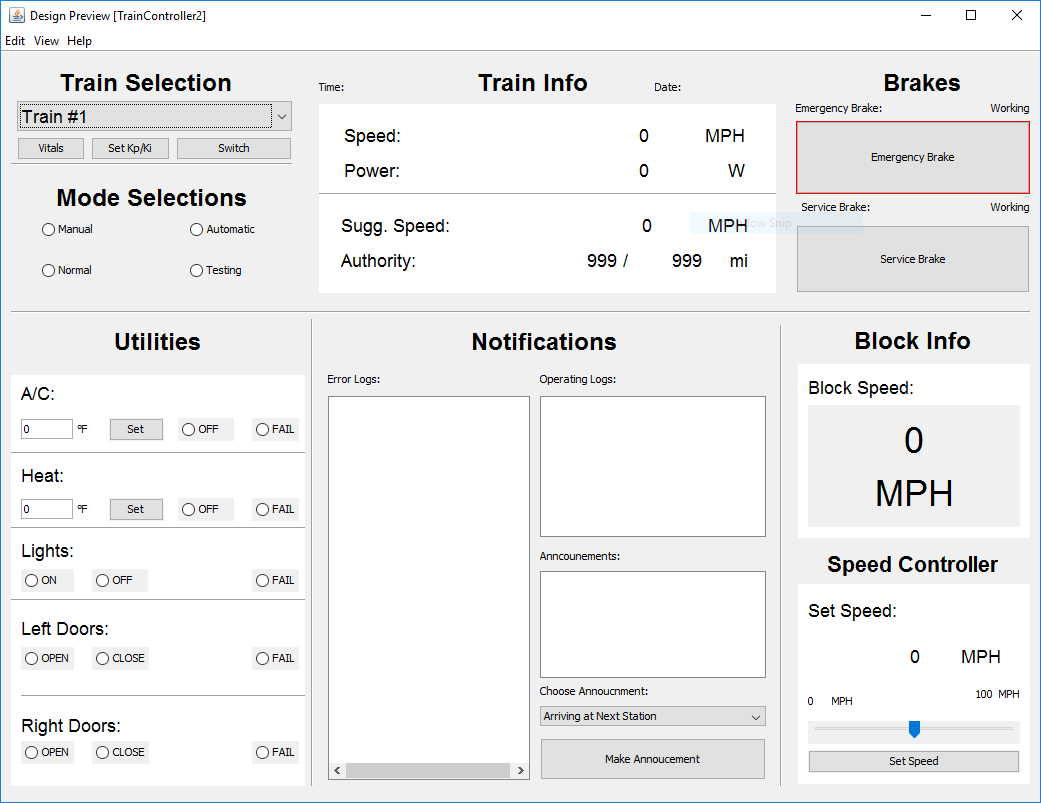 Design Preview [TrainController2]
Edit View Help
Train Selection
Train #1
Vitals Set Kp/Ki Switch
Mode Selections
Manual Automatic
Normal Testing
Time: Train Info Date:
Speed: 0 MPH
Power: 0 W
Sugg. Speed: 0 MPH
Authority: 999 / 999 mi
Brakes
Emergency Brake: Working
Emergency Brake
Service Brake: Working
Service Brake
Utilities
A/C:
0 ºF Set OFF FAIL
Heat:
0 ºF Set OFF FAIL
Lights:
ON OFF FAIL
Left Doors:
OPEN CLOSE FAIL
Right Doors:
OPEN CLOSE FAIL
Notifications
Error Logs:
Operating Logs:
Anncounements:
Choose Annoucnment:
Arriving at Next Station
Make Annoucement
Block Info
Block Speed:
0
MPH
Speed Controller
Set Speed:
0 MPH
0 MPH 100 MPH
Set Speed